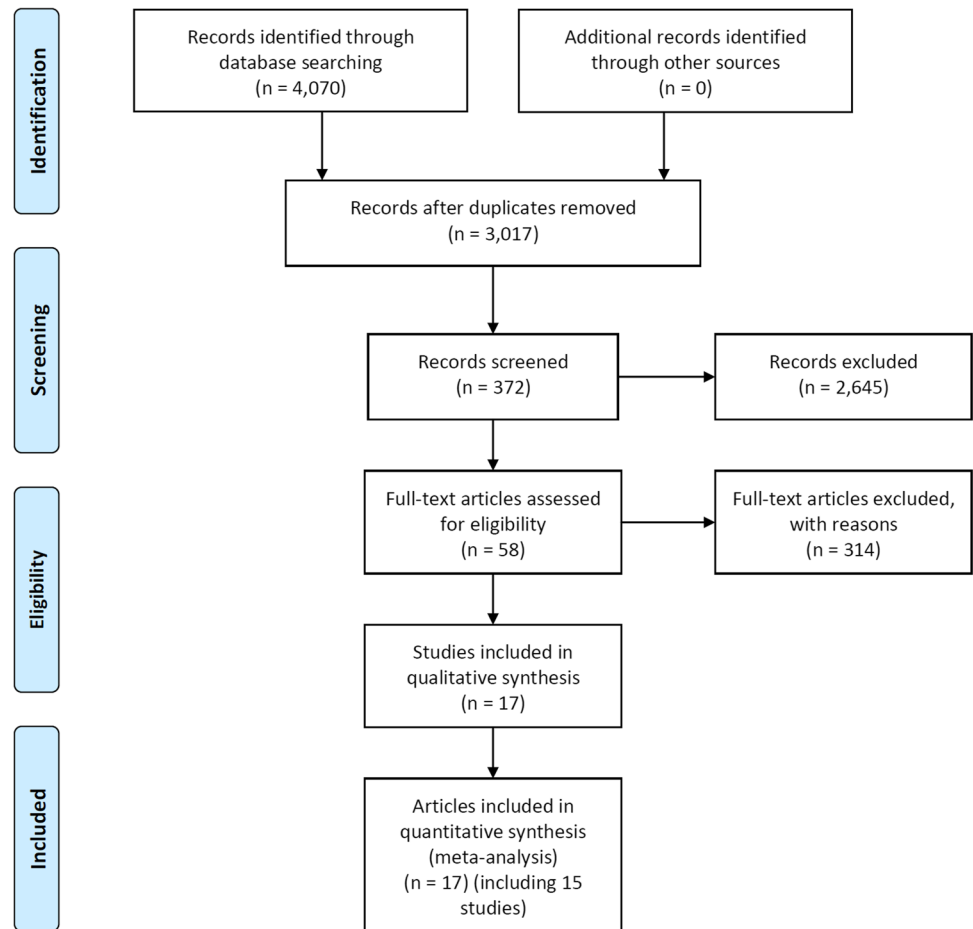 Identification
Records identified through
database searching
(n = 4,070)
Additional records identified
through other sources
(n = 0)
Records after duplicates removed
(n = 3,017)
Screening
Records screened
(n = 372)
Records excluded
(n = 2,645)
Eligibility
Full-text articles assessed
for eligibility
(n = 58)
Full-text articles excluded,
with reasons
(n = 314)
Studies included in
qualitative synthesis
(n = 17)
Included
Articles included in
quantitative synthesis
(meta-analysis)
(n = 17) (including 15
studies)